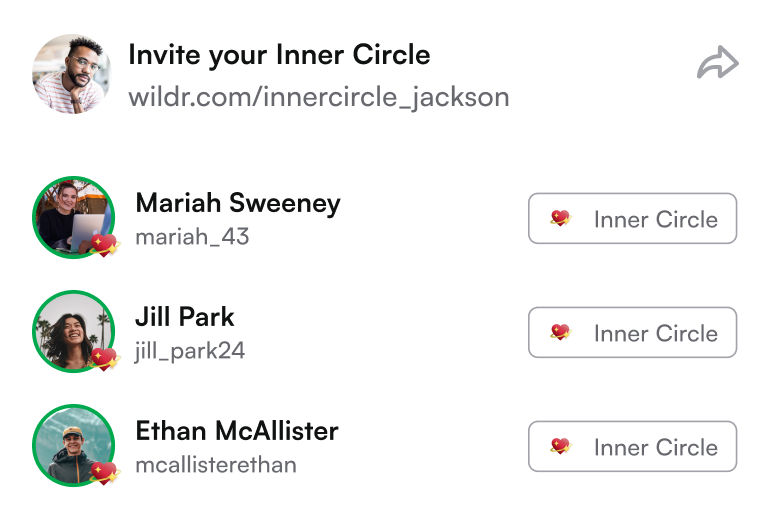 Invite your Inner Circle
wildr.com/innercircle_jackson
Mariah Sweeney
mariah_43
Inner Circle
Jill Park
jill_park24
Inner Circle
Ethan McAllister
mcallisterethan
Inner Circle